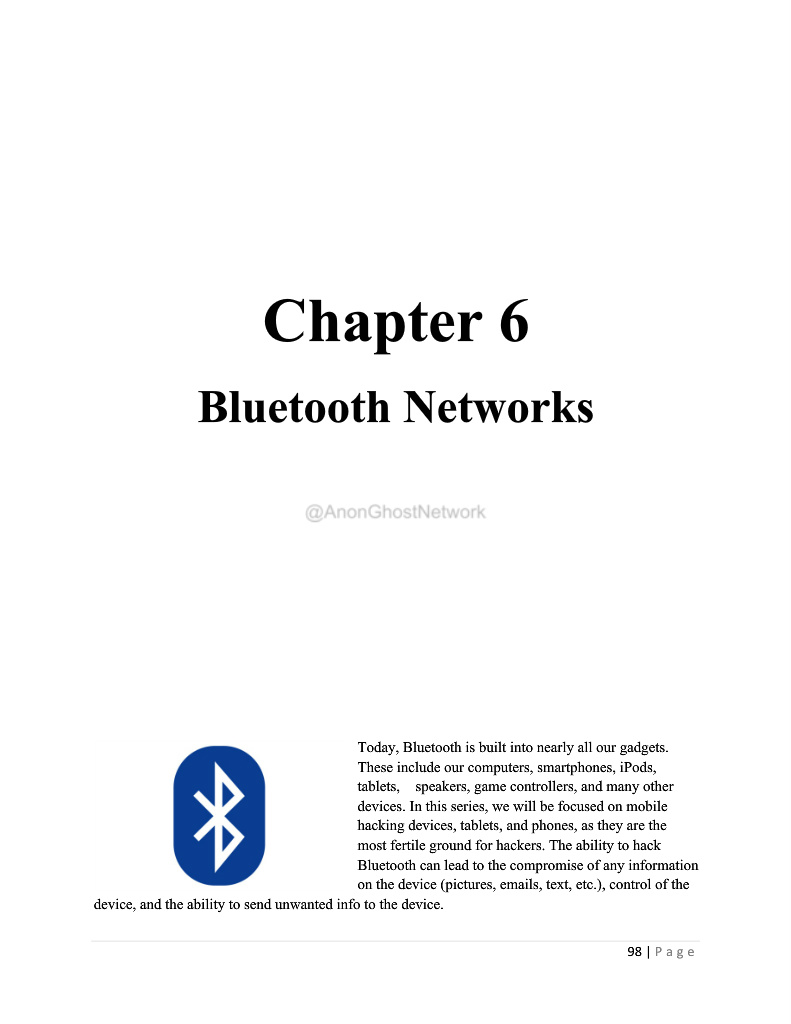 Chapter 6
Bluetooth Networks
@AnonGhostNetwork
Today, Bluetooth is built into nearly all our gadgets.
These include our computers, smartphones, iPods,
tablets, speakers, game controllers, and many other
devices. In this series, we will be focused on mobile
hacking devices, tablets, and phones, as they are the
most fertile ground for hackers. The ability to hack
Bluetooth can lead to the compromise of any information
on the device (pictures, emails, text, etc.), control of the
device, and the ability to send unwanted info to the device.
98 | P a g e